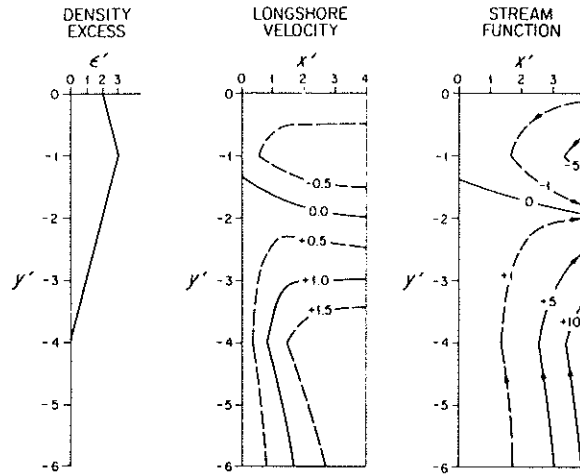 DENSITY
EXCESS
ε'
0 1 2 3
0
-1
-2
-3
-4
-5
-6
y'
LONGSHORE
VELOCITY
x'
0 1 2 3 4
0
-1
-2
-3
-4
-5
-6
y'
-0.5
0.0
+0.5
+1.0
+1.5
STREAM
FUNCTION
x'
0 1 2 3
0
-1
-2
-3
-4
-5
-6
y'
-5
-1
0
+1
+5
+10